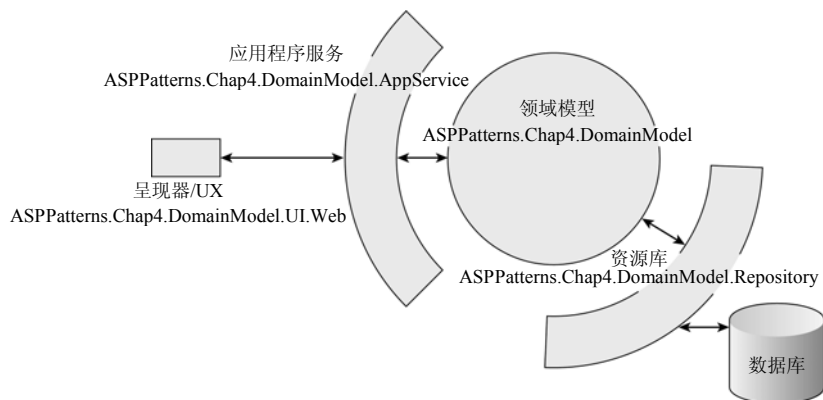 应用程序服务
ASPPatterns.Chap4.DomainModel.AppService
领域模型
ASPPatterns.Chap4.DomainModel
呈现器/UX
ASPPatterns.Chap4.DomainModel.UI.Web
资源库
ASPPatterns.Chap4.DomainModel.Repository
数据库